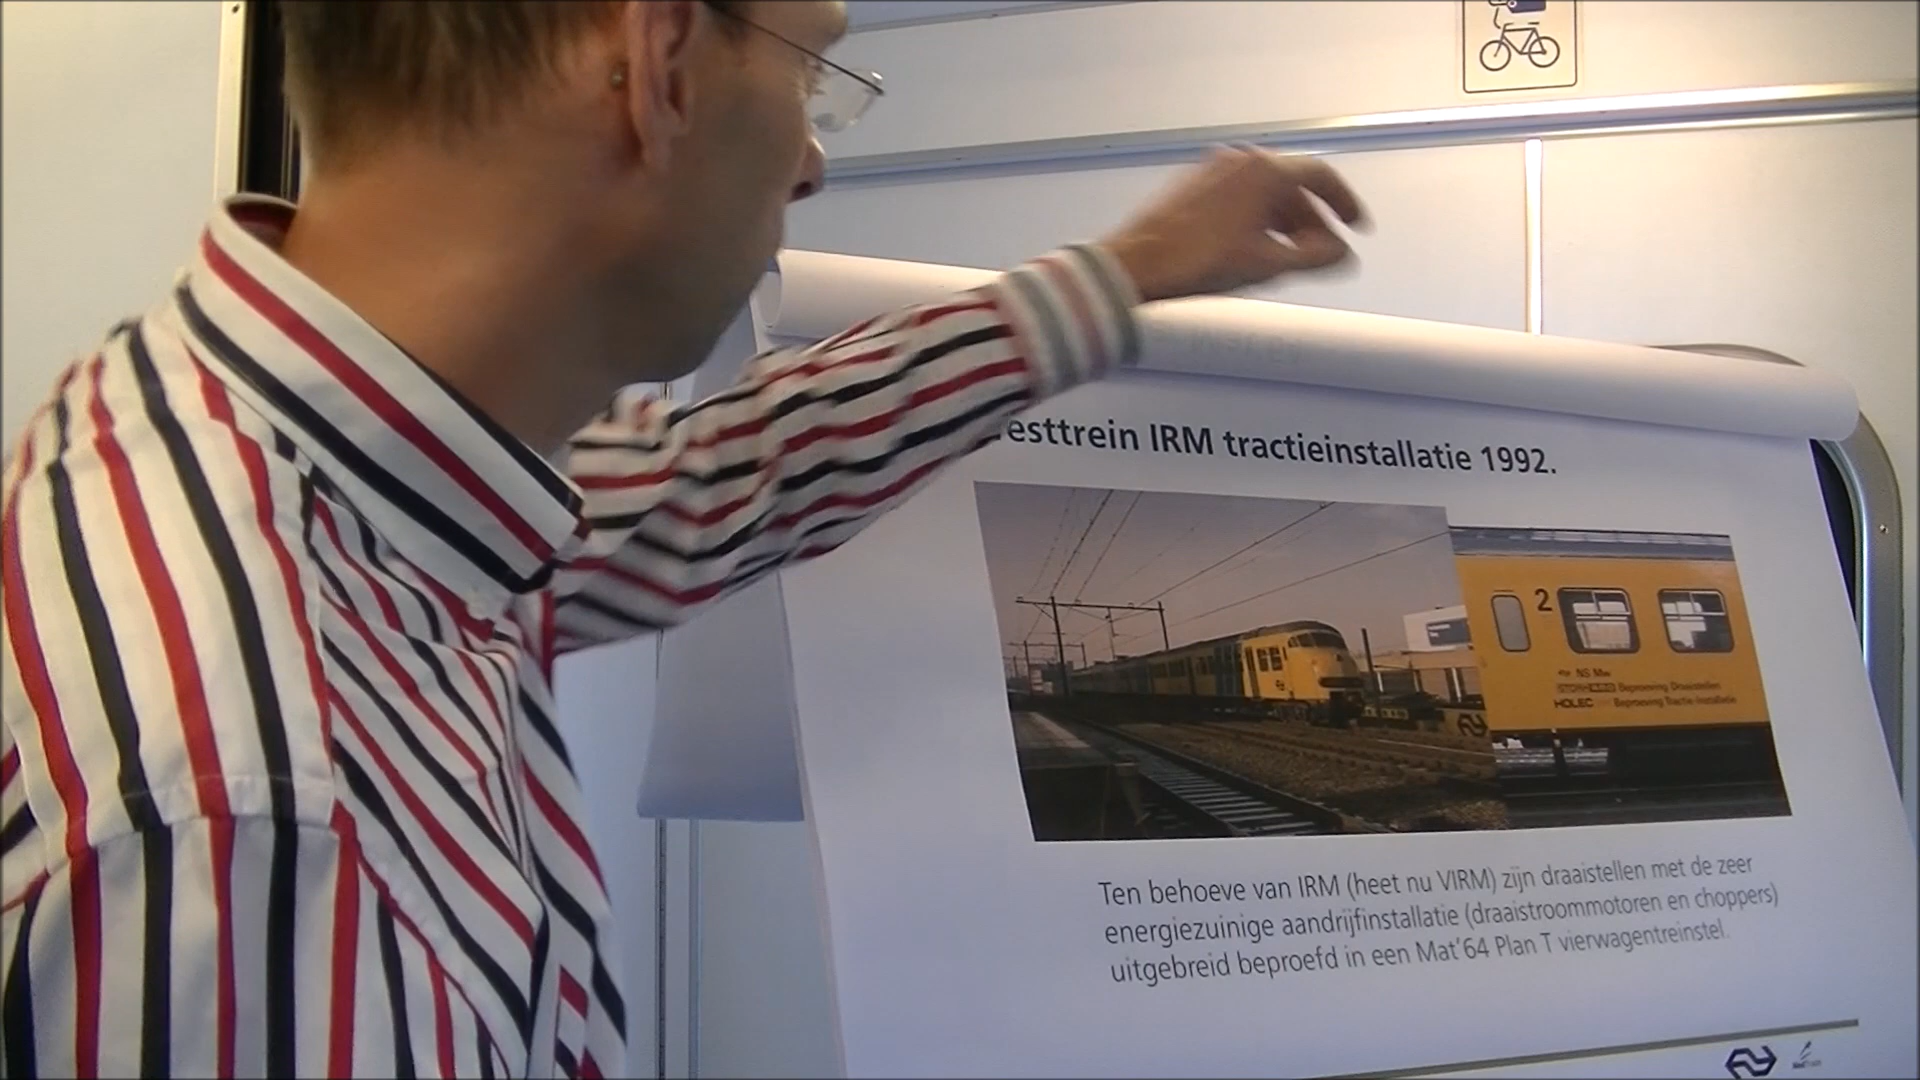 esttrein IRM tractieinstallatie 1992.
2
NS Mw
STORK Beproeving Draaistellen
HOLEC Beproeving Tractie-Installatie
Ten behoeve van IRM (heet nu VIRM) zijn draaistellen met de zeer
energiezuinige aandrijfinstallatie (draaistroommotoren en choppers)
uitgebreid beproefd in een Mat'64 Plan T vierwagentreinstel.